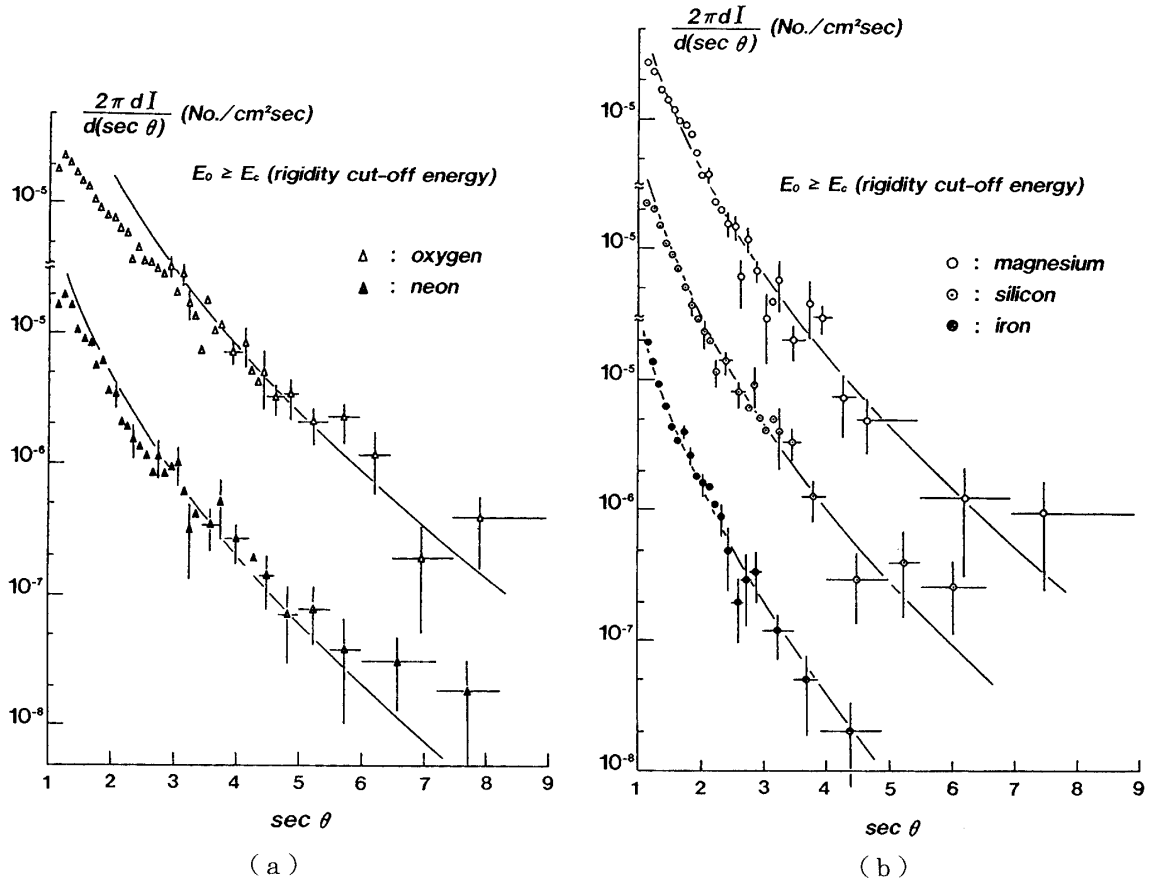 2πdI
d(sec θ) (No./cm²sec)
E₀ ≥ E꜀ (rigidity cut-off energy)
△ : oxygen
▲ : neon
10⁻⁵
10⁻⁵
10⁻⁶
10⁻⁷
10⁻⁸
1 2 3 4 5 6 7 8 9
sec θ
(a)
2πdI
d(sec θ) (No./cm²sec)
E₀ ≥ E꜀ (rigidity cut-off energy)
○ : magnesium
⊙ : silicon
● : iron
10⁻⁵
10⁻⁵
10⁻⁵
10⁻⁶
10⁻⁷
10⁻⁸
1 2 3 4 5 6 7 8 9
sec θ
(b)